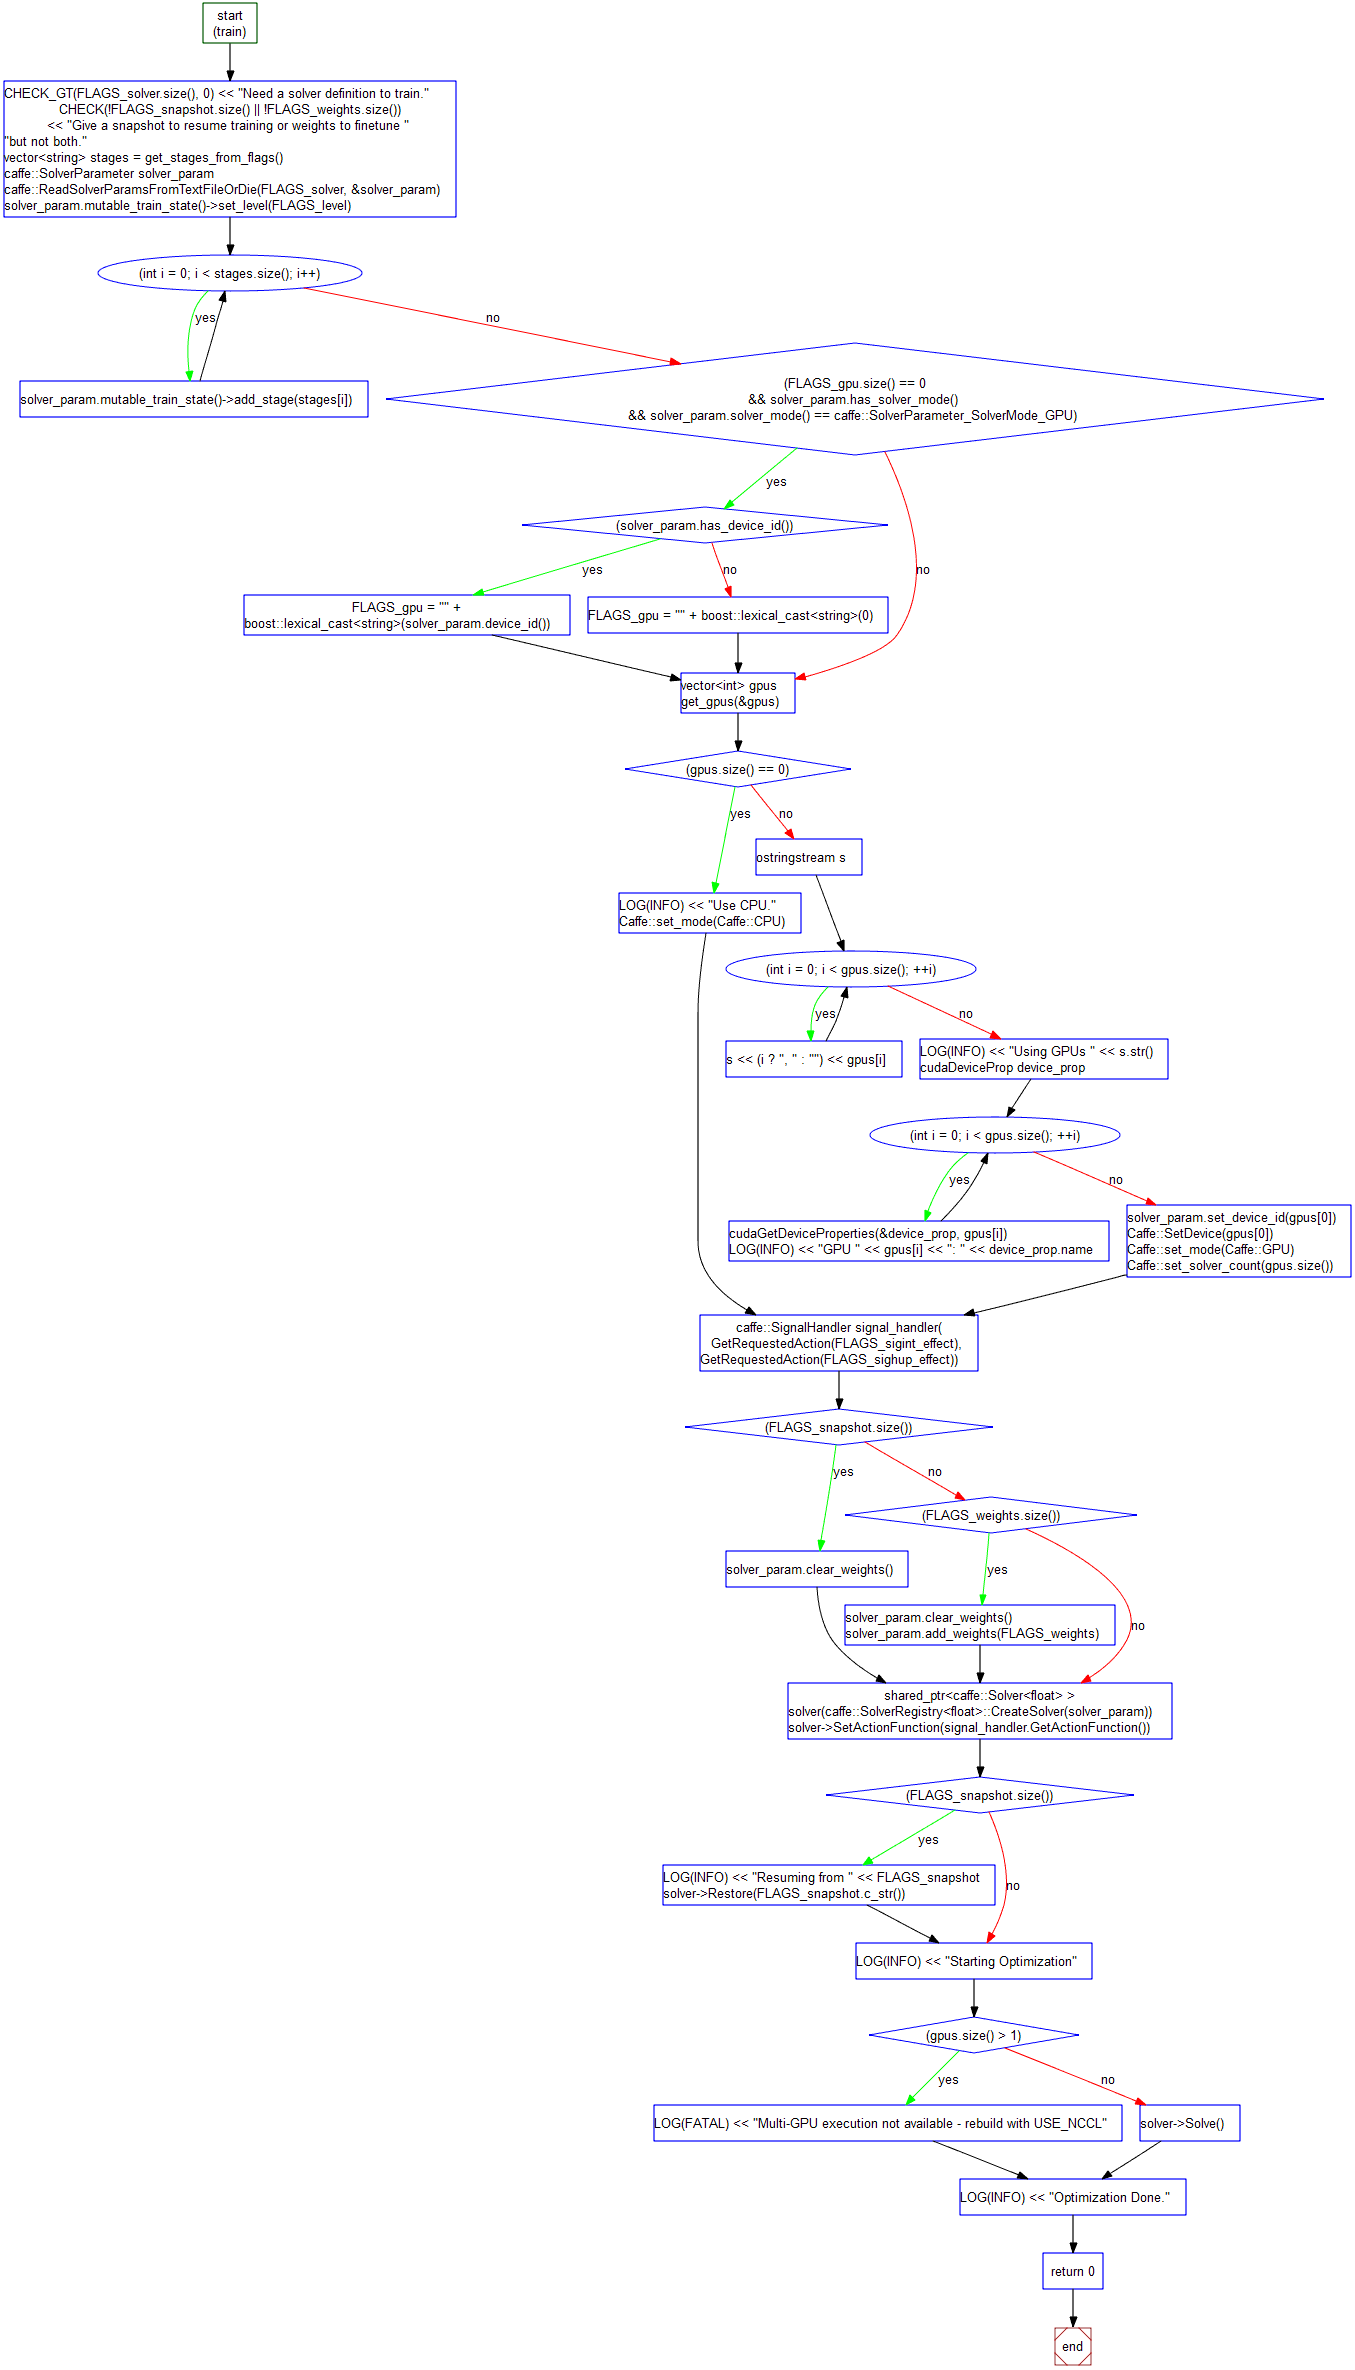 start
(train)
CHECK_GT(FLAGS_solver.size(), 0) << "Need a solver definition to train."
CHECK(!FLAGS_snapshot.size() || !FLAGS_weights.size())
<< "Give a snapshot to resume training or weights to finetune "
"but not both."
vector<string> stages = get_stages_from_flags()
caffe::SolverParameter solver_param
caffe::ReadSolverParamsFromTextFileOrDie(FLAGS_solver, &solver_param)
solver_param.mutable_train_state()->set_level(FLAGS_level)
(int i = 0; i < stages.size(); i++)
yes
no
solver_param.mutable_train_state()->add_stage(stages[i])
(FLAGS_gpu.size() == 0
&& solver_param.has_solver_mode()
&& solver_param.solver_mode() == caffe::SolverParameter_SolverMode_GPU)
yes
(solver_param.has_device_id())
yes
no
no
FLAGS_gpu = "" +
boost::lexical_cast<string>(solver_param.device_id())
FLAGS_gpu = "" + boost::lexical_cast<string>(0)
vector<int> gpus
get_gpus(&gpus)
(gpus.size() == 0)
yes
no
ostringstream s
LOG(INFO) << "Use CPU."
Caffe::set_mode(Caffe::CPU)
(int i = 0; i < gpus.size(); ++i)
yes
no
s << (i ? ", " : "") << gpus[i]
LOG(INFO) << "Using GPUs " << s.str()
cudaDeviceProp device_prop
(int i = 0; i < gpus.size(); ++i)
yes
no
cudaGetDeviceProperties(&device_prop, gpus[i])
LOG(INFO) << "GPU " << gpus[i] << ": " << device_prop.name
solver_param.set_device_id(gpus[0])
Caffe::SetDevice(gpus[0])
Caffe::set_mode(Caffe::GPU)
Caffe::set_solver_count(gpus.size())
caffe::SignalHandler signal_handler(
GetRequestedAction(FLAGS_sigint_effect),
GetRequestedAction(FLAGS_sighup_effect))
(FLAGS_snapshot.size())
yes
no
(FLAGS_weights.size())
solver_param.clear_weights()
yes
no
solver_param.clear_weights()
solver_param.add_weights(FLAGS_weights)
shared_ptr<caffe::Solver<float> >
solver(caffe::SolverRegistry<float>::CreateSolver(solver_param))
solver->SetActionFunction(signal_handler.GetActionFunction())
(FLAGS_snapshot.size())
yes
no
LOG(INFO) << "Resuming from " << FLAGS_snapshot
solver->Restore(FLAGS_snapshot.c_str())
LOG(INFO) << "Starting Optimization"
(gpus.size() > 1)
yes
no
LOG(FATAL) << "Multi-GPU execution not available - rebuild with USE_NCCL"
solver->Solve()
LOG(INFO) << "Optimization Done."
return 0
end